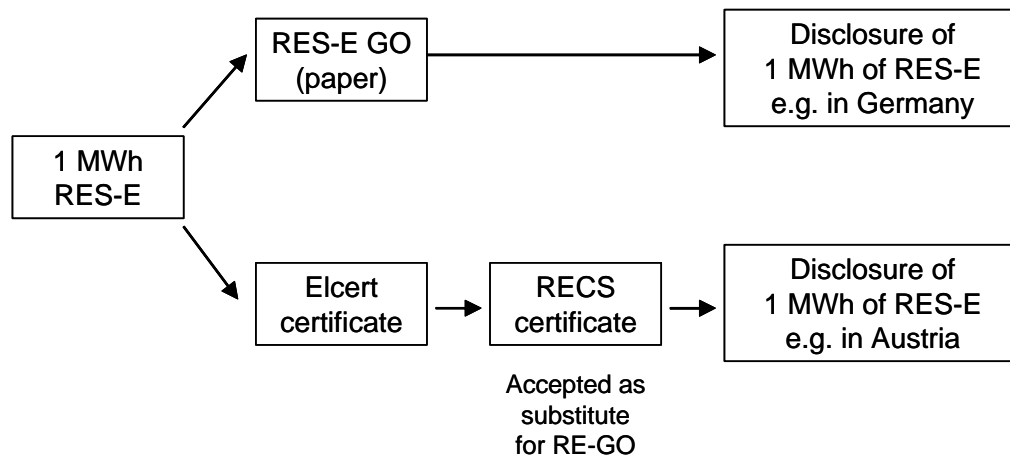 RES-E GO
(paper)
Disclosure of
1 MWh of RES-E
e.g. in Germany
1 MWh
RES-E
Elcert
certificate
RECS
certificate
Disclosure of
1 MWh of RES-E
e.g. in Austria
Accepted as
substitute
for RE-GO